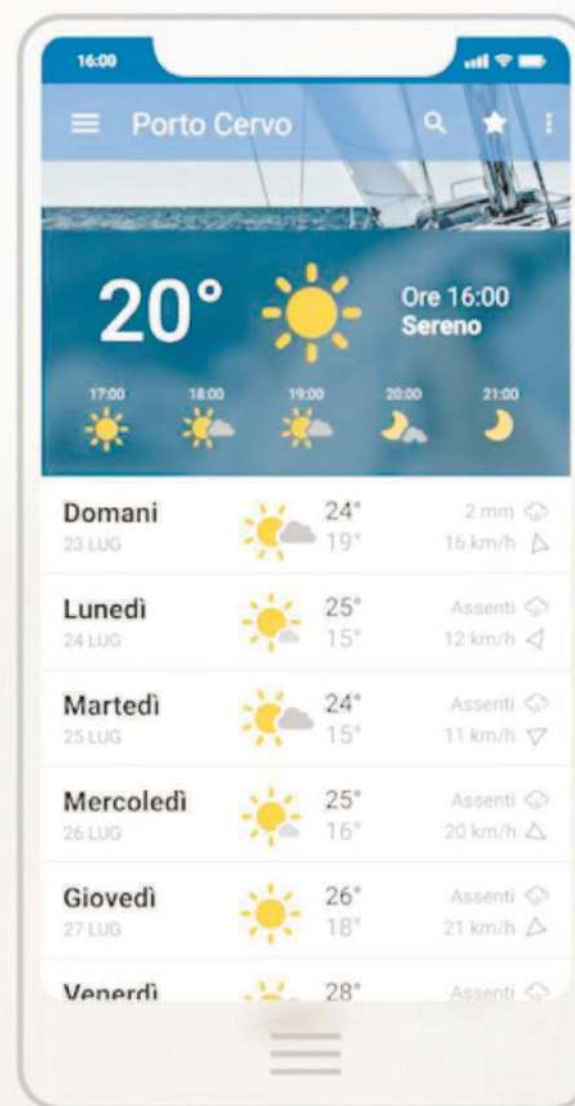 16:00
Porto Cervo
20°
Ore 16:00
Sereno
17:00 18:00 19:00 20:00 21:00
Domani 24° 2 mm
23 LUG 19° 16 km/h
Lunedì 25° Assenti
24 LUG 15° 12 km/h
Martedì 24° Assenti
25 LUG 15° 11 km/h
Mercoledì 25° Assenti
26 LUG 16° 20 km/h
Giovedì 26° Assenti
27 LUG 18° 21 km/h
Venerdì 28° Assenti